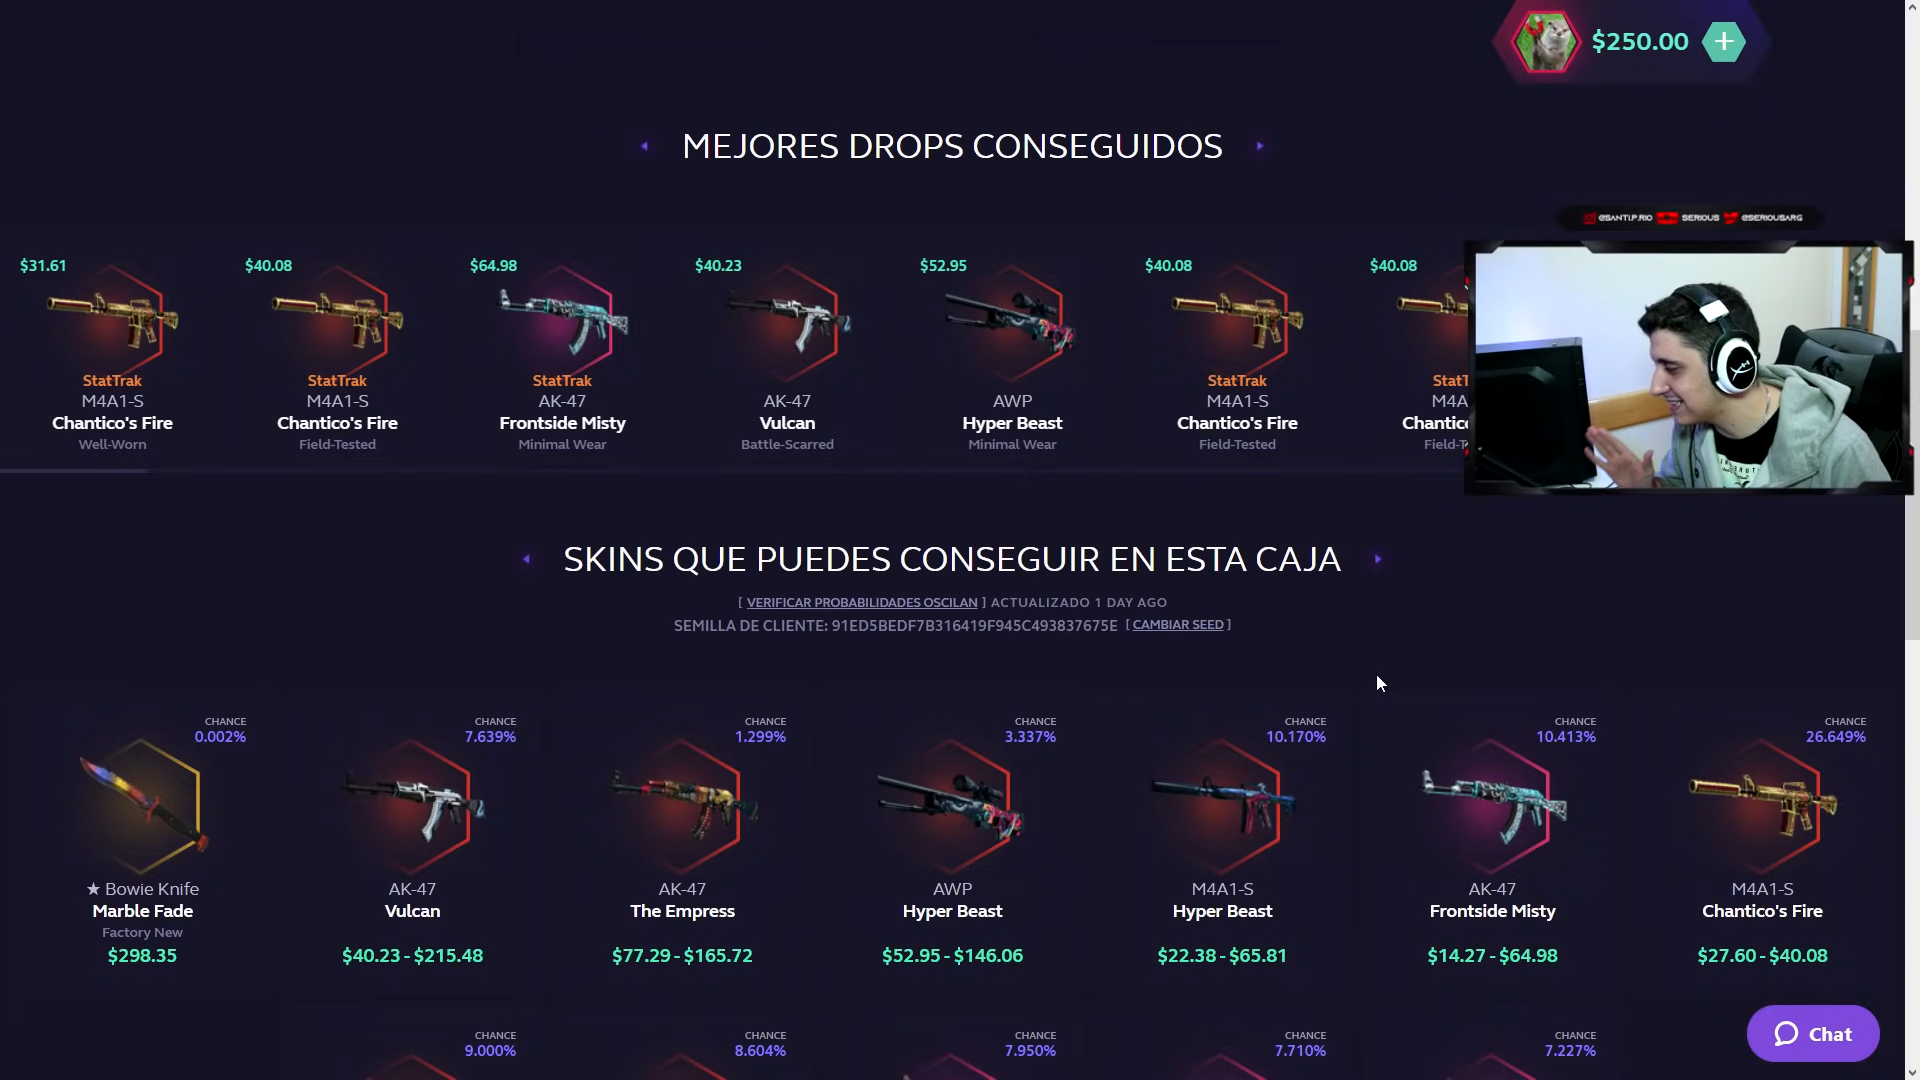 $250.00
MEJORES DROPS CONSEGUIDOS
@SANTI.P.RIO SERIOUS @SERIOUSARG
$31.61
StatTrak
M4A1-S
Chantico's Fire
Well-Worn
$40.08
StatTrak
M4A1-S
Chantico's Fire
Field-Tested
$64.98
StatTrak
AK-47
Frontside Misty
Minimal Wear
$40.23
AK-47
Vulcan
Battle-Scarred
$52.95
AWP
Hyper Beast
Minimal Wear
$40.08
StatTrak
M4A1-S
Chantico's Fire
Field-Tested
$40.08
StatT
M4A
Chantic
Field-T
SKINS QUE PUEDES CONSEGUIR EN ESTA CAJA
[ VERIFICAR PROBABILIDADES OSCILAN ] ACTUALIZADO 1 DAY AGO
SEMILLA DE CLIENTE: 91ED5BEDF7B316419F945C493837675E [ CAMBIAR SEED ]
CHANCE
0.002%
★ Bowie Knife
Marble Fade
Factory New
$298.35
CHANCE
7.639%
AK-47
Vulcan
$40.23 - $215.48
CHANCE
1.299%
AK-47
The Empress
$77.29 - $165.72
CHANCE
3.337%
AWP
Hyper Beast
$52.95 - $146.06
CHANCE
10.170%
M4A1-S
Hyper Beast
$22.38 - $65.81
CHANCE
10.413%
AK-47
Frontside Misty
$14.27 - $64.98
CHANCE
26.649%
M4A1-S
Chantico's Fire
$27.60 - $40.08
CHANCE
9.000%
CHANCE
8.604%
CHANCE
7.950%
CHANCE
7.710%
CHANCE
7.227%
Chat